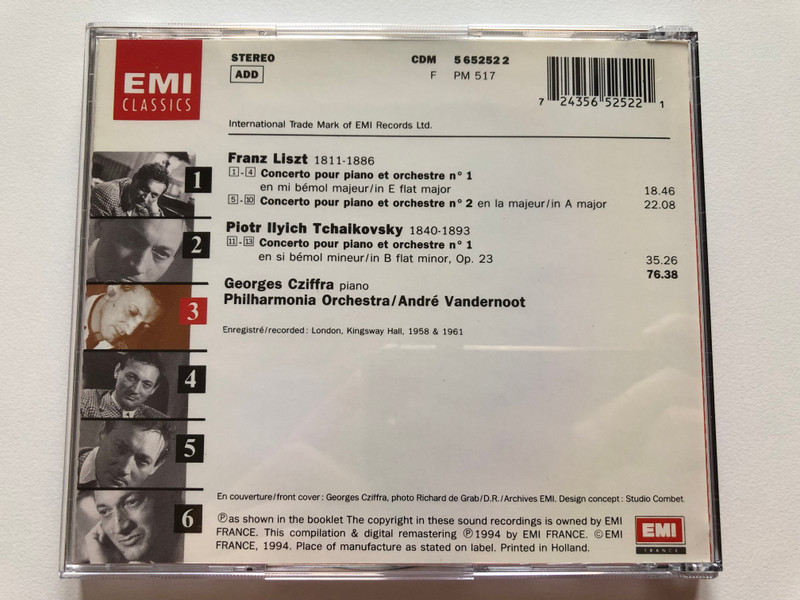 EMI
CLASSICS
STEREO
ADD
CDM 5 65252 2
F PM 517
7 24356 52522 1
International Trade Mark of EMI Records Ltd.
Franz Liszt 1811-1886
1-4 Concerto pour piano et orchestre n° 1
en mi bémol majeur/in E flat major 18.46
5-10 Concerto pour piano et orchestre n° 2 en la majeur/in A major 22.08
Piotr Ilyich Tchaikovsky 1840-1893
11-13 Concerto pour piano et orchestre n° 1
en si bémol mineur/in B flat minor, Op. 23 35.26
76.38
Georges Cziffra piano
Philharmonia Orchestra/André Vandernoot
Enregistré/recorded: London, Kingsway Hall, 1958 & 1961
1
2
3
4
5
6
En couverture/front cover: Georges Cziffra, photo Richard de Grab/D.R./Archives EMI. Design concept: Studio Combet
℗ as shown in the booklet The copyright in these sound recordings is owned by EMI
FRANCE. This compilation & digital remastering ℗ 1994 by EMI FRANCE. © EMI
FRANCE, 1994. Place of manufacture as stated on label. Printed in Holland.
EMI
FRANCE